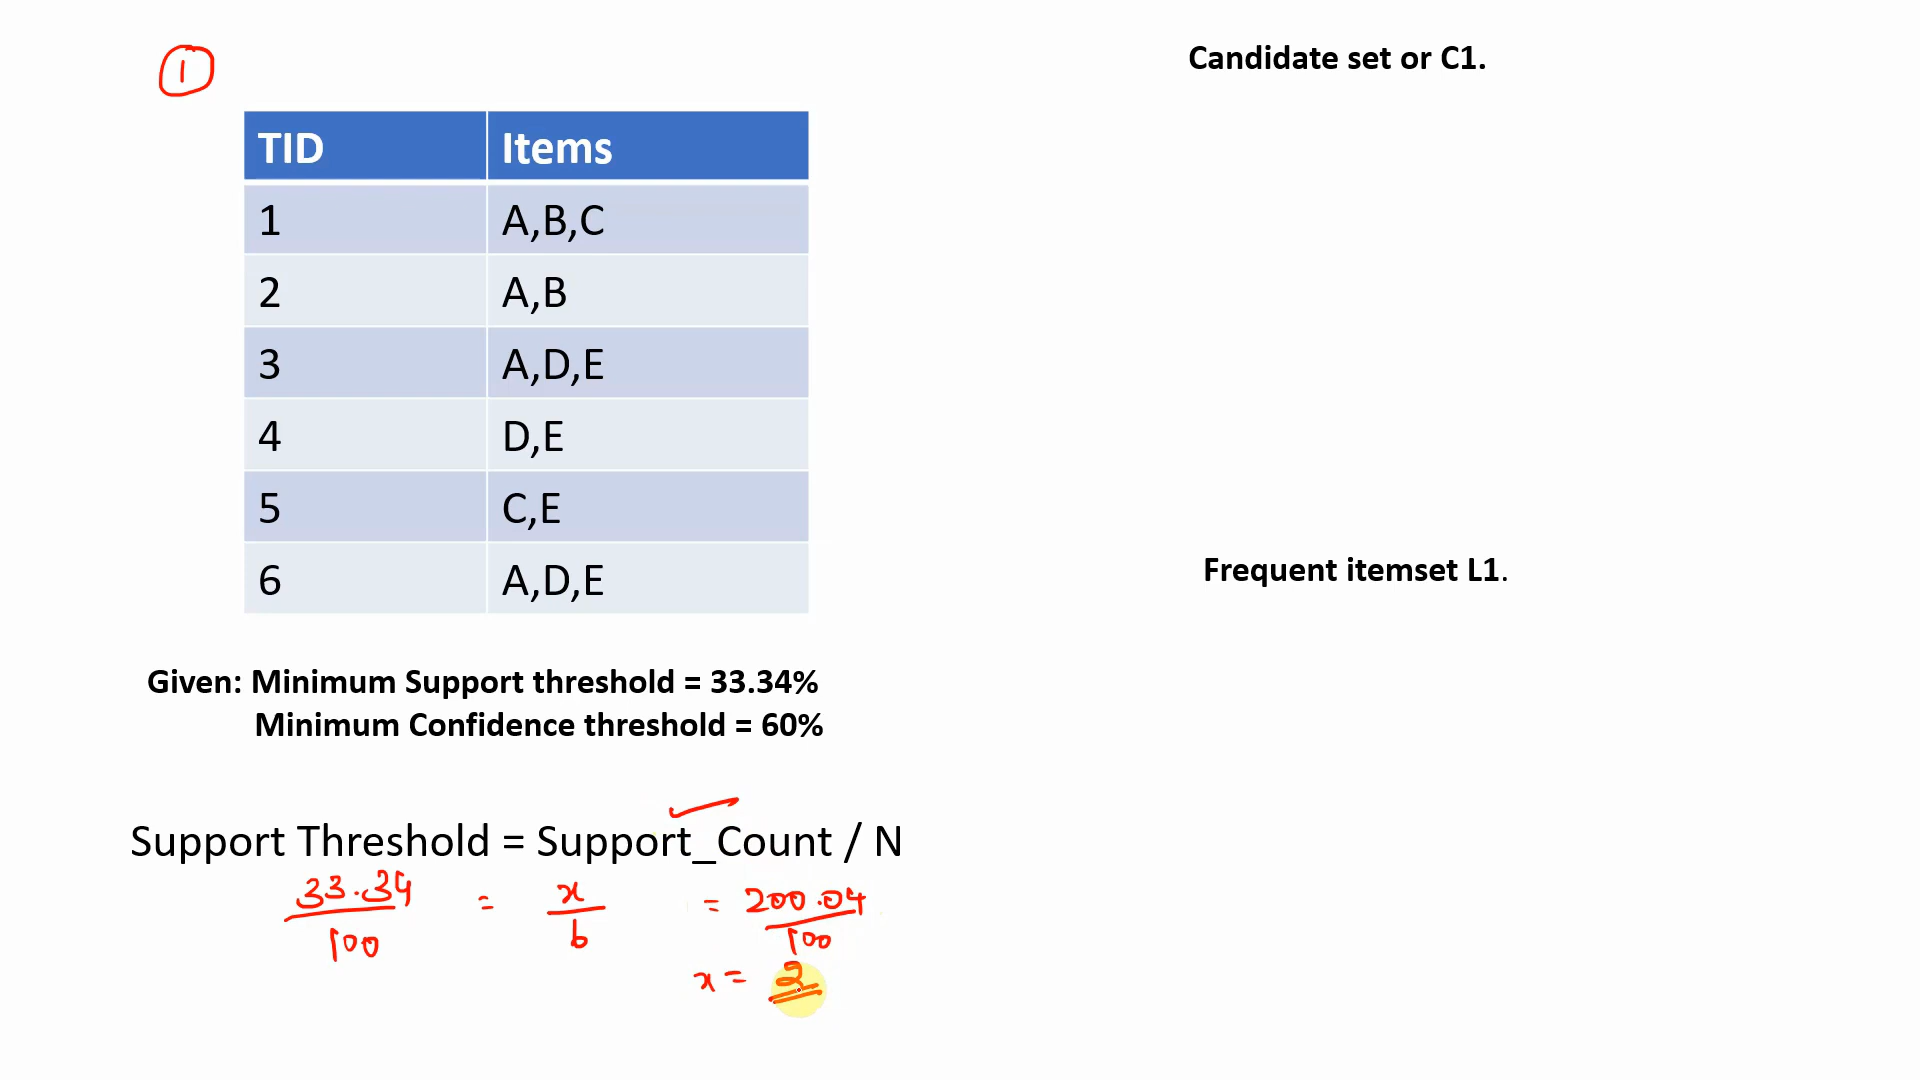 1
TID Items
1 A,B,C
2 A,B
3 A,D,E
4 D,E
5 C,E
6 A,D,E
Given: Minimum Support threshold = 33.34%
Minimum Confidence threshold = 60%
Support Threshold = Support_Count / N
33.34 / 100 = x / 6 = 200.04 / 100
x = 2
Candidate set or C1.
Frequent itemset L1.